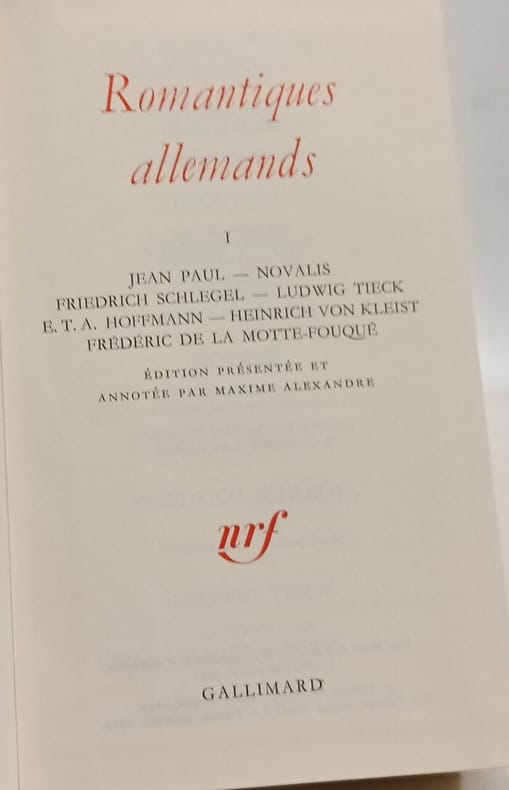 Romantiques
allemands
I
JEAN PAUL — NOVALIS
FRIEDRICH SCHLEGEL — LUDWIG TIECK
E. T. A. HOFFMANN — HEINRICH VON KLEIST
FRÉDÉRIC DE LA MOTTE-FOUQUÉ
ÉDITION PRÉSENTÉE ET
ANNOTÉE PAR MAXIME ALEXANDRE
nrf
GALLIMARD